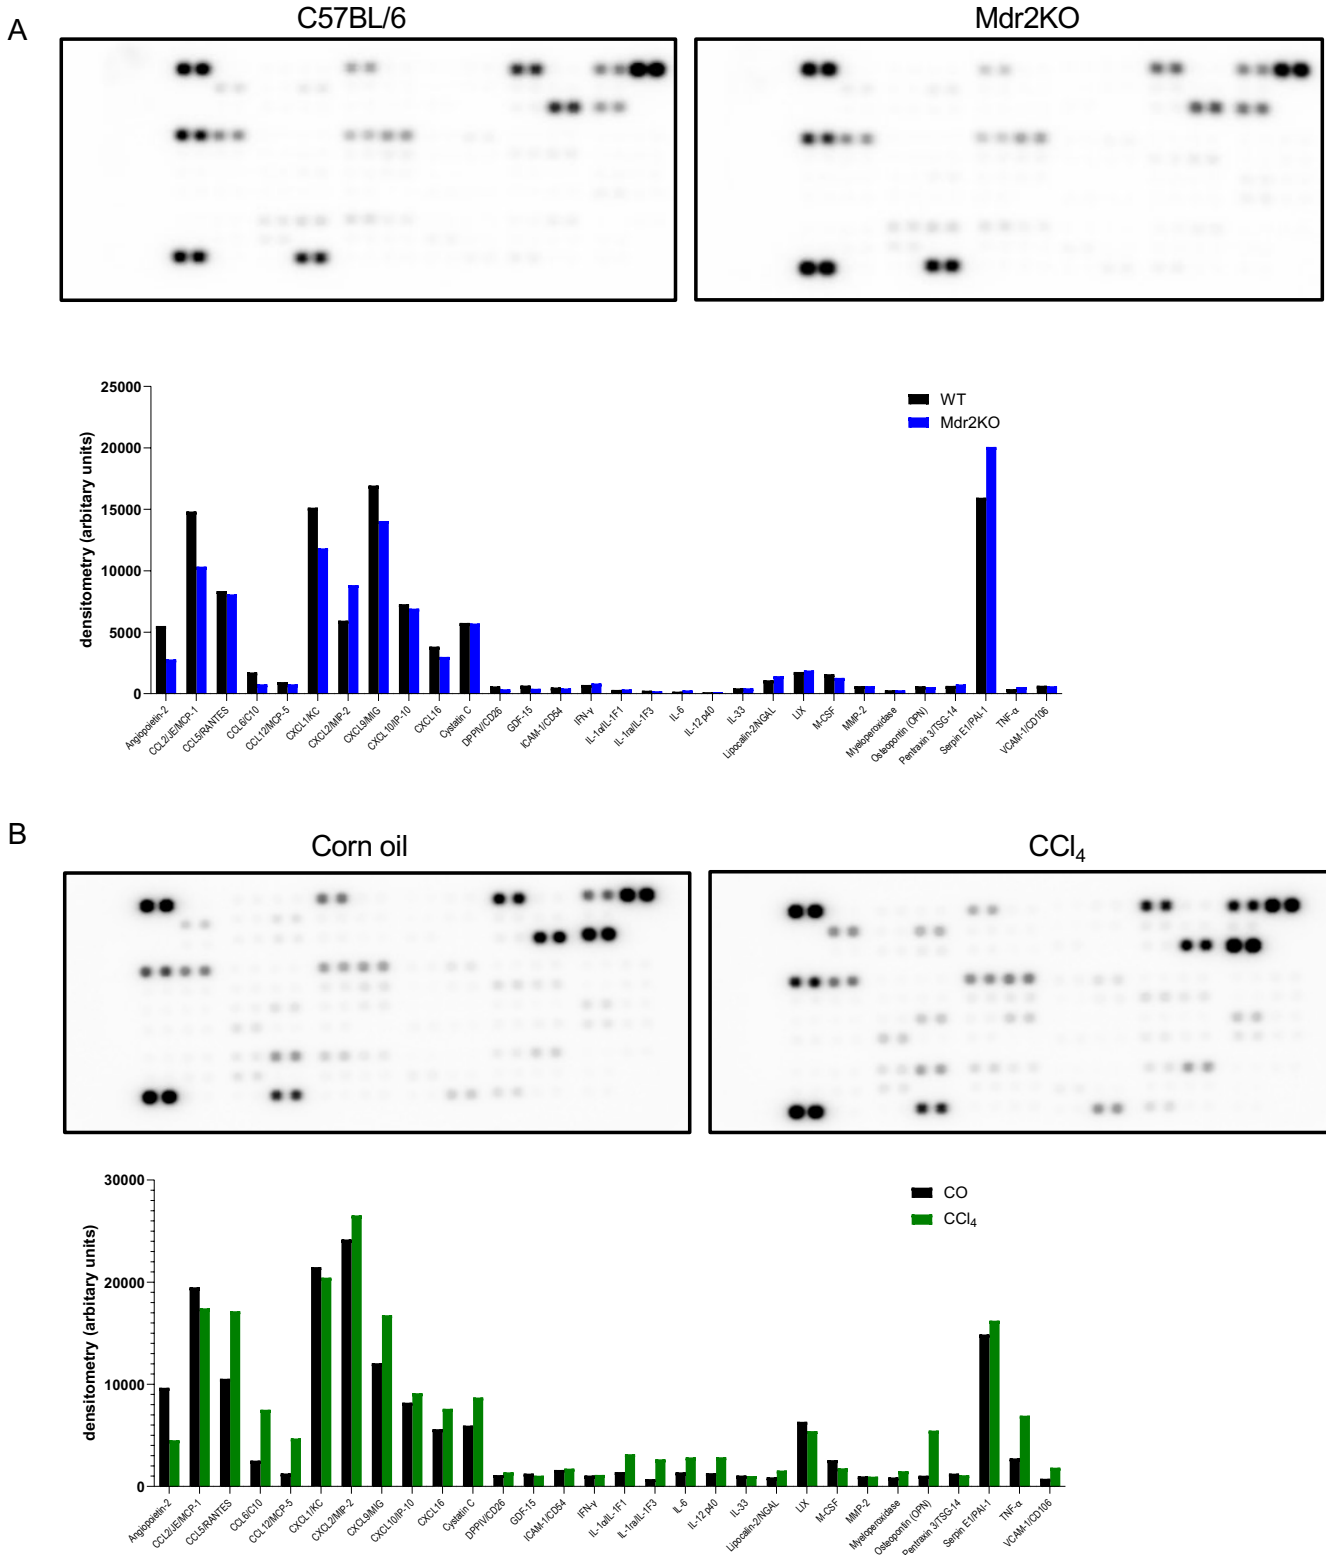 A
C57BL/6
Mdr2KO
25000
20000
15000
10000
5000
0
densitometry (arbitary units)
WT
Mdr2KO
Angiopoietin-2
CCL2/JE/MCP-1
CCL5/RANTES
CCL6/C10
CCL12/MCP-5
CXCL1/KC
CXCL2/MIP-2
CXCL9/MIG
CXCL10/IP-10
CXCL16
Cystatin C
DPPIV/CD26
GDF-15
ICAM-1/CD54
IFN-γ
IL-1α/IL-1F1
IL-1ra/IL-1F3
IL-6
IL-12 p40
IL-33
Lipocalin-2/NGAL
LIX
M-CSF
MMP-2
Myeloperoxidase
Osteopontin (OPN)
Pentraxin 3/TSG-14
Serpin E1/PAI-1
TNF-α
VCAM-1/CD106
B
Corn oil
CCl₄
30000
20000
10000
0
densitometry (arbitary units)
CO
CCl₄
Angiopoietin-2
CCL2/JE/MCP-1
CCL5/RANTES
CCL6/C10
CCL12/MCP-5
CXCL1/KC
CXCL2/MIP-2
CXCL9/MIG
CXCL10/IP-10
CXCL16
Cystatin C
DPPIV/CD26
GDF-15
ICAM-1/CD54
IFN-γ
IL-1α/IL-1F1
IL-1ra/IL-1F3
IL-6
IL-12 p40
IL-33
Lipocalin-2/NGAL
LIX
M-CSF
MMP-2
Myeloperoxidase
Osteopontin (OPN)
Pentraxin 3/TSG-14
Serpin E1/PAI-1
TNF-α
VCAM-1/CD106